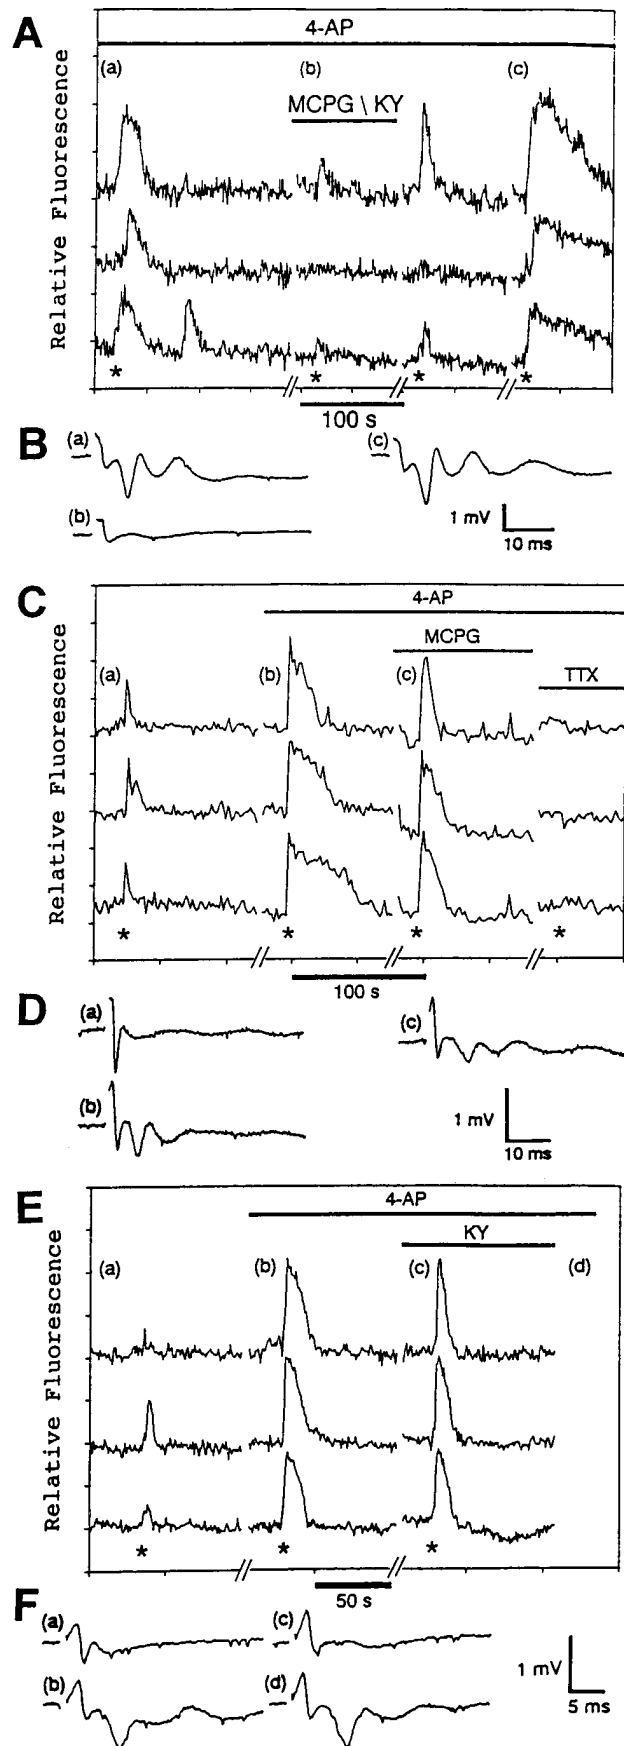 A
4-AP
(a)
(b)
(c)
MCPG \ KY
Relative Fluorescence
*
*
*
*
100 s
B
(a)
(c)
(b)
1 mV
10 ms
C
4-AP
MCPG
(a)
(b)
(c)
TTX
Relative Fluorescence
*
*
*
*
100 s
D
(a)
(c)
(b)
1 mV
10 ms
E
4-AP
KY
(a)
(b)
(c)
(d)
Relative Fluorescence
*
*
*
50 s
F
(a)
(c)
(b)
(d)
1 mV
5 ms